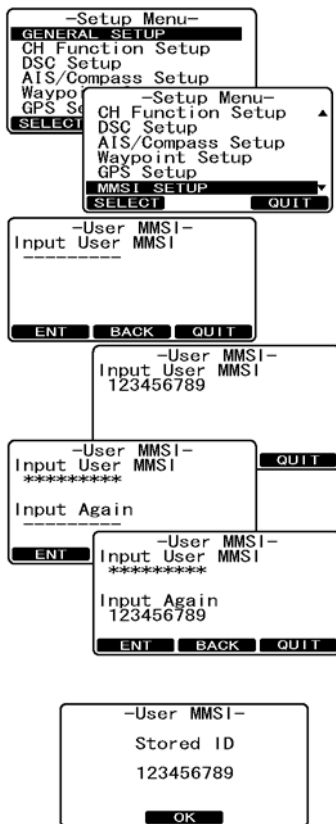 -Setup Menu-
GENERAL SETUP
CH Function Setup
DSC Setup
AIS/Compass Setup
GPS
SELECT
-Setup Menu-
CH Function Setup
DSC Setup
AIS/Compass Setup
Waypoint Setup
GPS Setup
MMSI SETUP
SELECT QUIT
-User MMSI-
Input User MMSI
---------
ENT BACK QUIT
-User MMSI-
Input User MMSI
123456789
QUIT
-User MMSI-
Input User MMSI
*********
Input Again
---------
ENT
-User MMSI-
Input User MMSI
*********
Input Again
123456789
ENT BACK QUIT
-User MMSI-
Stored ID
123456789
OK